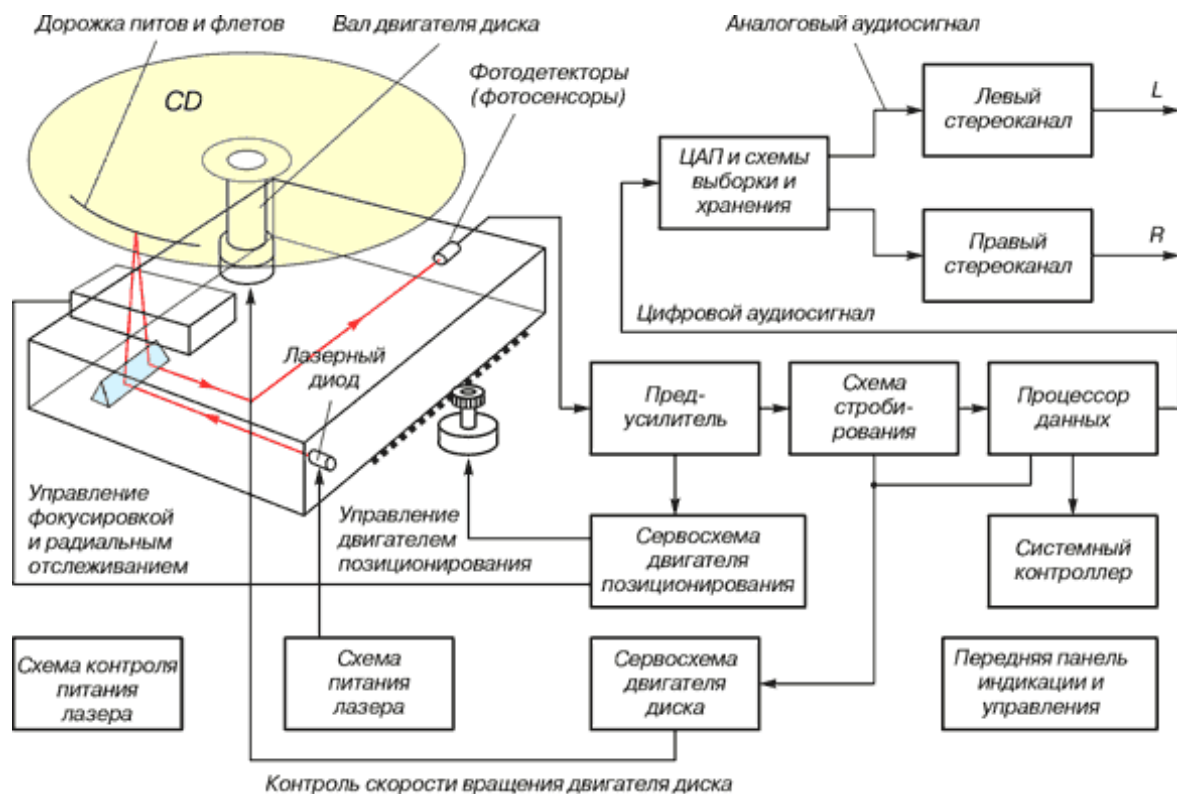 Дорожка питов и флетов
Вал двигателя диска
Аналоговый аудиосигнал
Фотодетекторы
(фотосенсоры)
CD
Левый
стереоканал
L
ЦАП и схемы
выборки и
хранения
Правый
стереоканал
R
Цифровой аудиосигнал
Лазерный
диод
Пред-
усилитель
Схема
строби-
рования
Процессор
данных
Управление
фокусировкой
и радиальным
отслеживанием
Управление
двигателем
позиционирования
Сервосхема
двигателя
позиционирования
Системный
контроллер
Схема контроля
питания
лазера
Схема
питания
лазера
Сервосхема
двигателя
диска
Передняя панель
индикации и
управления
Контроль скорости вращения двигателя диска